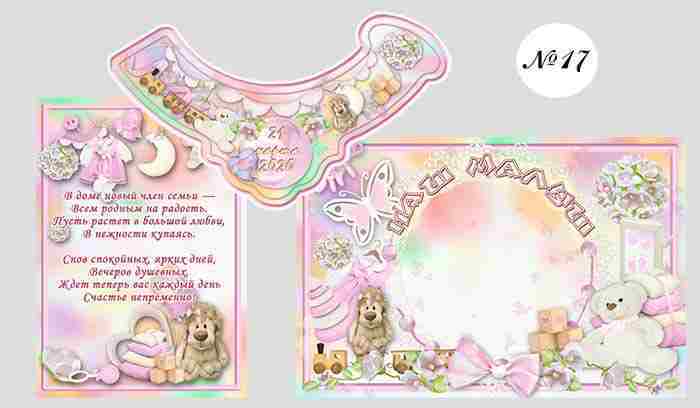 №17
21
марта
2020
В доме новый член семьи —
Всем родным на радость.
Пусть растет в большой любви,
В нежности купаясь.
Снов спокойных, ярких дней,
Вечеров душевных
Ждет теперь вас каждый день
Счастье непременно!
НАШ МАЛЫШ